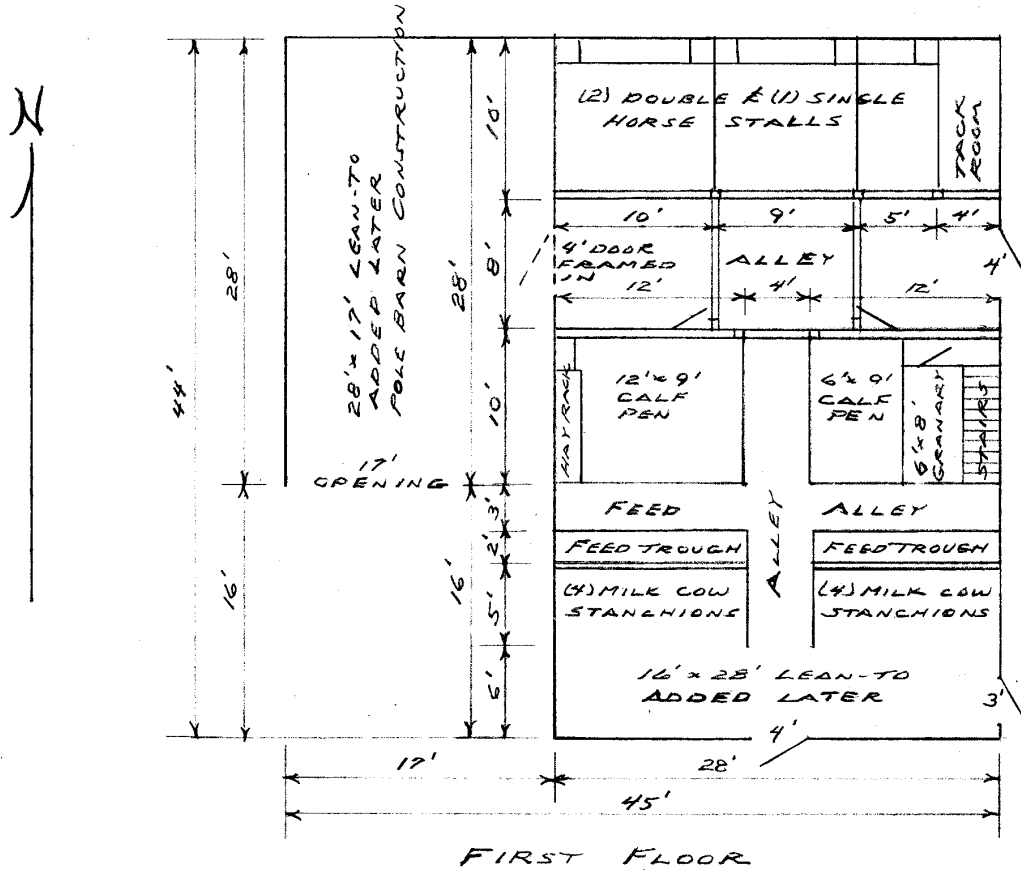 N
28' x 17' LEAN-TO
ADDED LATER
POLE BARN CONSTRUCTION
44'
28'
16'
28'
16'
10'
8'
10'
3'
2'
5'
5'
17'
OPENING
(2) DOUBLE & (1) SINGLE
HORSE STALLS
TACK
ROOM
10'
9'
5'
4'
4' DOOR
FRAMED
IN
ALLEY
4'
12'
4'
12'
HAY RACK
12' x 9'
CALF
PEN
6' x 9'
CALF
PEN
6' x 8'
GRANARY
STAIRS
FEED
ALLEY
ALLEY
FEED TROUGH
FEED TROUGH
(4) MILK COW
STANCHIONS
(4) MILK COW
STANCHIONS
16' x 28' LEAN-TO
ADDED LATER
3'
4'
17'
28'
45'
FIRST FLOOR